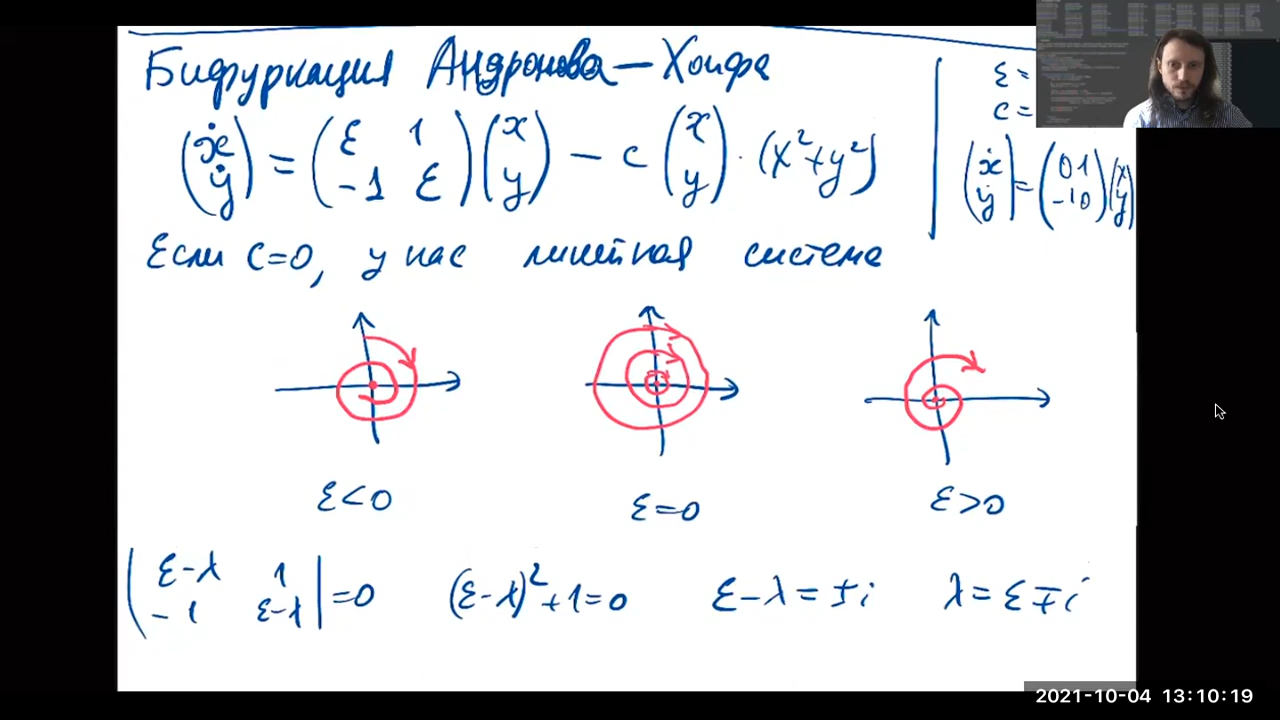 Бифуркация Андронова – Хопфа
(ẋ ẏ) = (ε 1 -1 ε)(x y) - c (x y) · (x²+y²)
ε =
c =
(ẋ ẏ) = (0 1 -1 0)(x y)
Если c=0, у нас линейная система
ε<0
ε=0
ε>0
|ε-λ 1 -1 ε-λ| = 0 (ε-λ)²+1=0 ε-λ=±i λ=ε∓i
2021-10-04 13:10:19